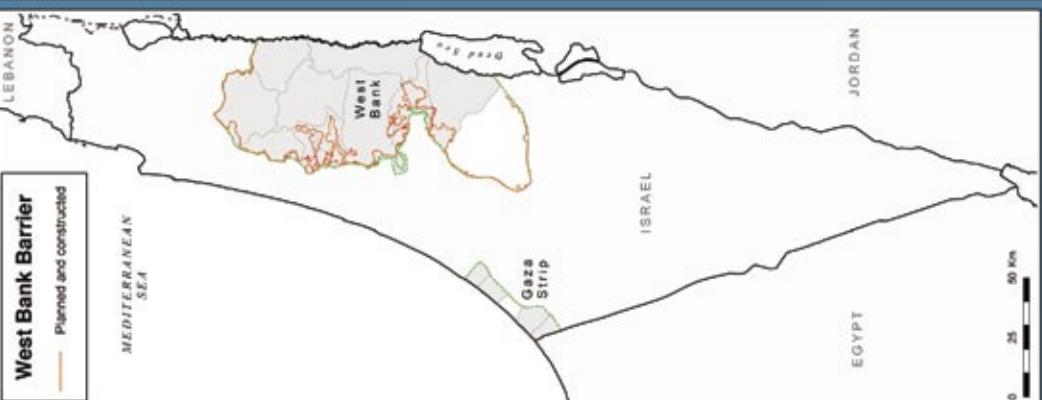 West Bank Barrier
Planned and constructed
LEBANON
MEDITERRANEAN
SEA
West
Bank
Dead Sea
Gaza
Strip
ISRAEL
JORDAN
EGYPT
0 25 50 Km